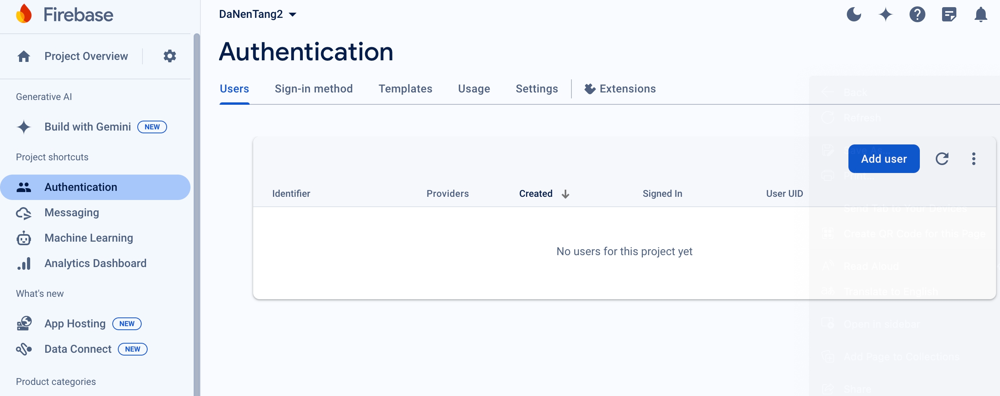 Firebase
DaNenTang2
Project Overview
Authentication
Users
Sign-in method
Templates
Usage
Settings
Extensions
Generative AI
Build with Gemini NEW
Project shortcuts
Authentication
Messaging
Machine Learning
Analytics Dashboard
What's new
App Hosting NEW
Data Connect NEW
Product categories
Add user
Identifier
Providers
Created
Signed In
User UID
No users for this project yet
Back
Refresh
Save As...
Print...
Send Tab to Your Devices
Create QR Code for this Page
Read Aloud
Translate to English
Open in sidebar
Add Page to Collections
Share